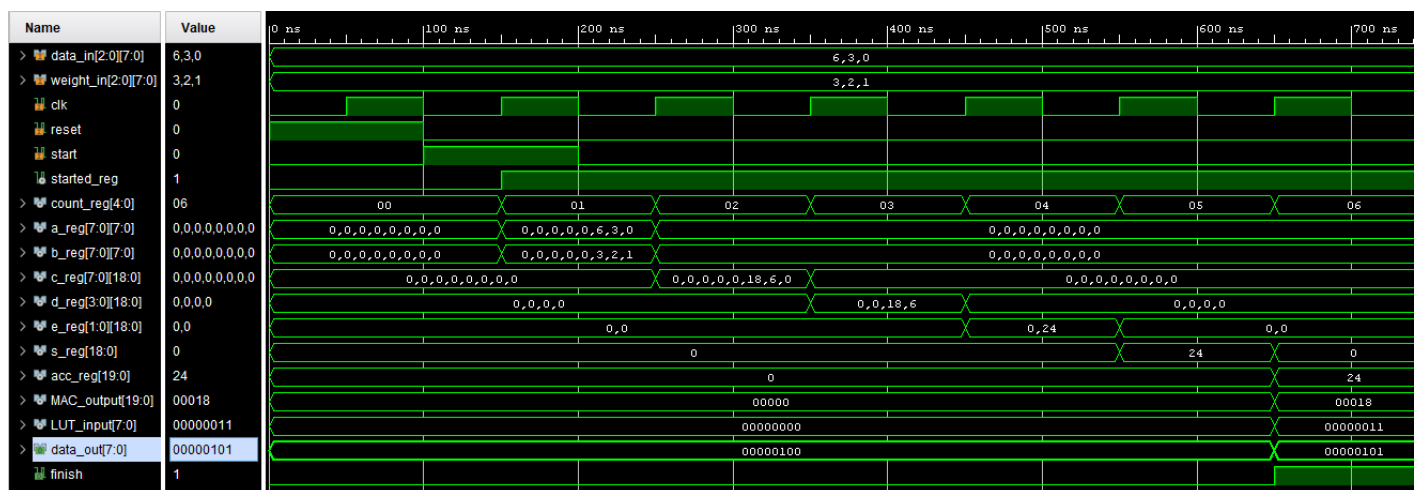 Name Value 0 ns 100 ns 200 ns 300 ns 400 ns 500 ns 600 ns 700 ns
data_in[2:0][7:0] 6,3,0 6,3,0
weight_in[2:0][7:0] 3,2,1 3,2,1
clk 0
reset 0
start 0
started_reg 1
count_reg[4:0] 06 00 01 02 03 04 05 06
a_reg[7:0][7:0] 0,0,0,0,0,0,0,0 0,0,0,0,0,0,0,0 0,0,0,0,0,6,3,0 0,0,0,0,0,0,0,0
b_reg[7:0][7:0] 0,0,0,0,0,0,0,0 0,0,0,0,0,0,0,0 0,0,0,0,0,3,2,1 0,0,0,0,0,0,0,0
c_reg[7:0][18:0] 0,0,0,0,0,0,0,0 0,0,0,0,0,0,0,0 0,0,0,0,0,18,6,0 0,0,0,0,0,0,0,0
d_reg[3:0][18:0] 0,0,0,0 0,0,0,0 0,0,18,6 0,0,0,0
e_reg[1:0][18:0] 0,0 0,0 0,24 0,0
s_reg[18:0] 0 0 24 0
acc_reg[19:0] 24 0 24
MAC_output[19:0] 00018 00000 00018
LUT_input[7:0] 00000011 00000000 00000011
data_out[7:0] 00000101 00000100 00000101
finish 1